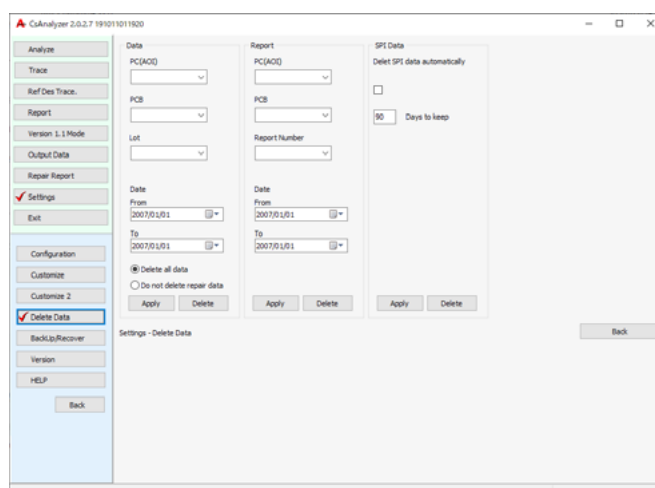 CsAnalyzer 2.0.2.7 191011011920
Analyze
Trace
Ref Des Trace.
Report
Version 1.1 Mode
Output Data
Repair Report
Settings
Exit
Configuration
Customize
Customize 2
Delete Data
BackUp/Recover
Version
HELP
Back
Data
PC(AOI)
PCB
Lot
Date
From
2007/01/01
To
2007/01/01
Delete all data
Do not delete repair data
Apply Delete
Report
PC(AOI)
PCB
Report Number
Date
From
2007/01/01
To
2007/01/01
Apply Delete
SPI Data
Delet SPI data automatically
90 Days to keep
Apply Delete
Settings - Delete Data
Back